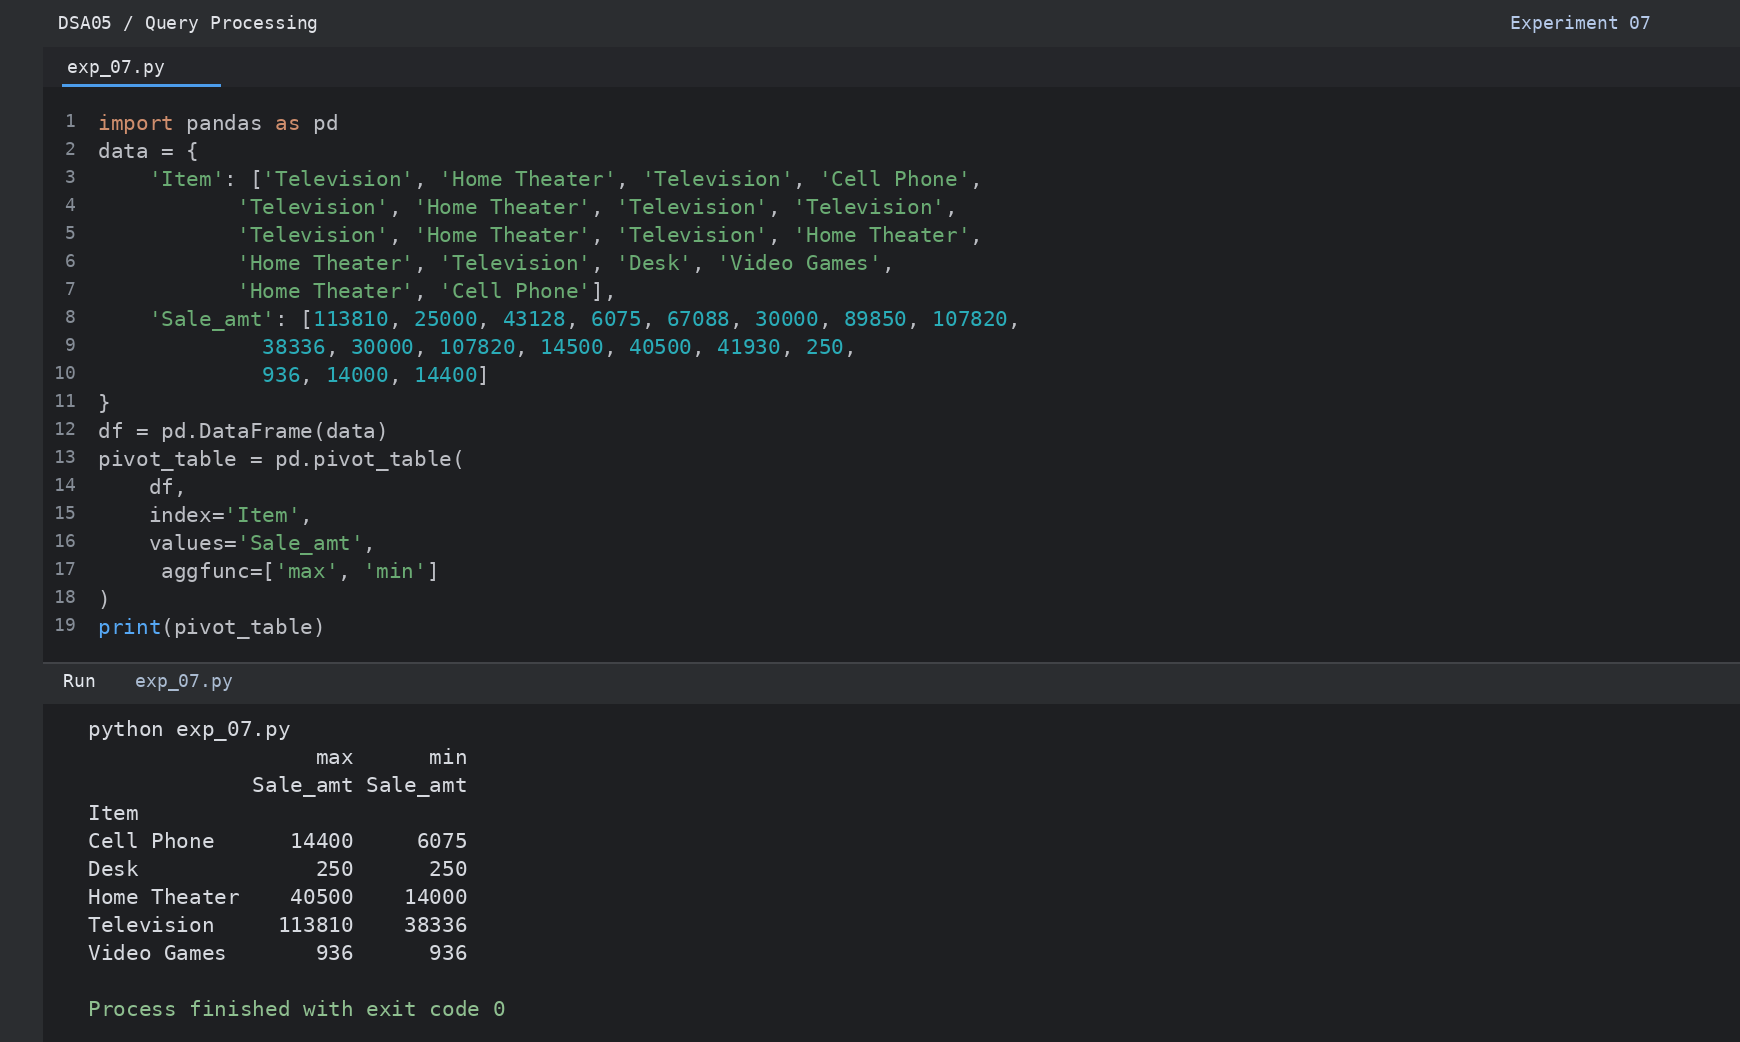 DSA05 / Query Processing
Experiment 07
exp_07.py
1 import pandas as pd
2 data = {
3     'Item': ['Television', 'Home Theater', 'Television', 'Cell Phone',
4            'Television', 'Home Theater', 'Television', 'Television',
5            'Television', 'Home Theater', 'Television', 'Home Theater',
6            'Home Theater', 'Television', 'Desk', 'Video Games',
7            'Home Theater', 'Cell Phone'],
8     'Sale_amt': [113810, 25000, 43128, 6075, 67088, 30000, 89850, 107820,
9              38336, 30000, 107820, 14500, 40500, 41930, 250,
10              936, 14000, 14400]
11 }
12 df = pd.DataFrame(data)
13 pivot_table = pd.pivot_table(
14     df,
15     index='Item',
16     values='Sale_amt',
17      aggfunc=['max', 'min']
18 )
19 print(pivot_table)
Run exp_07.py
python exp_07.py
                  max      min
             Sale_amt Sale_amt
Item
Cell Phone      14400     6075
Desk              250      250
Home Theater    40500    14000
Television     113810    38336
Video Games       936      936
Process finished with exit code 0